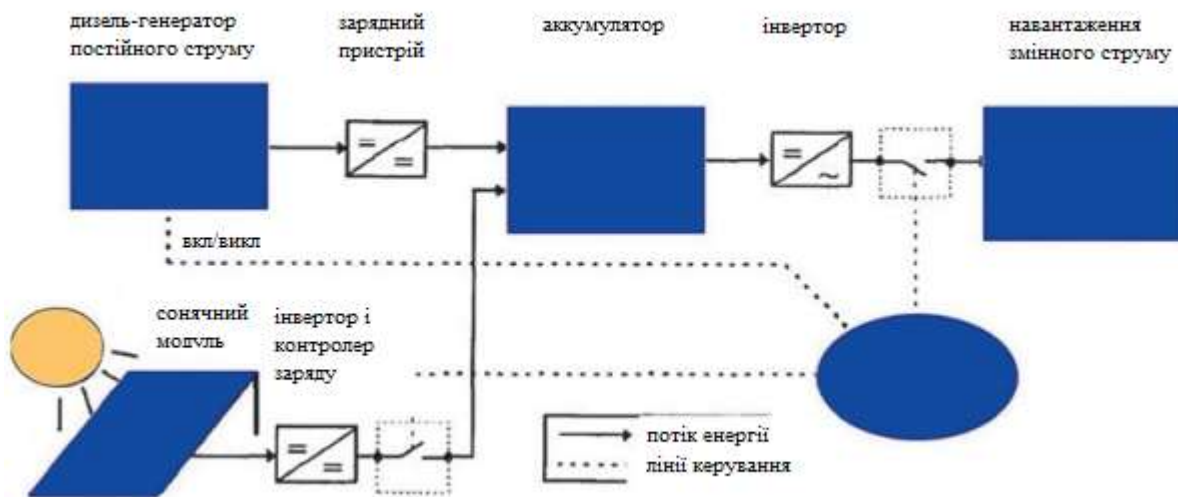 дизель-генератор
постійного струму
зарядний
пристрій
аккумулятор
інвертор
навантаження
змінного струму
вкл/викл
сонячний
модуль
інвертор і
контролер
заряду
потік енергії
лінії керування